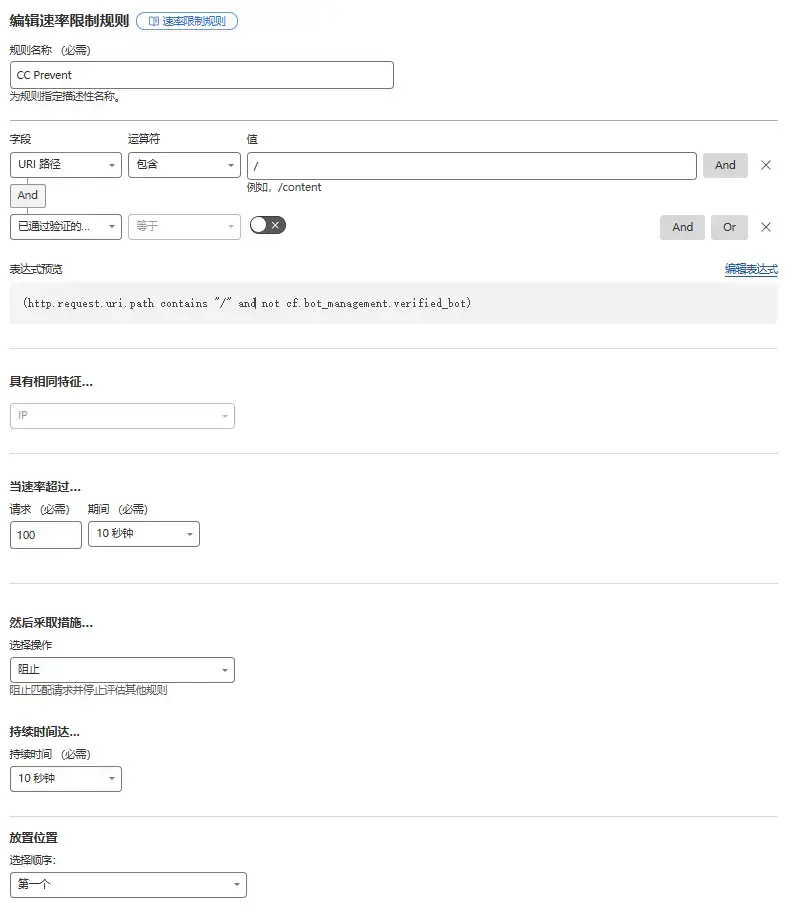 编辑速率限制规则 速率限制规则
规则名称 (必需)
CC Prevent
为规则指定描述性名称。
字段 运算符 值
URI 路径 包含 / And
例如，/content
And
已通过验证的... 等于 And Or
表达式预览 编辑表达式
(http.request.uri.path contains "/" and not cf.bot_management.verified_bot)
具有相同特征...
IP
当速率超过...
请求 (必需) 期间 (必需)
100 10 秒钟
然后采取措施...
选择操作
阻止
阻止匹配请求并停止评估其他规则
持续时间达...
持续时间 (必需)
10 秒钟
放置位置
选择顺序:
第一个